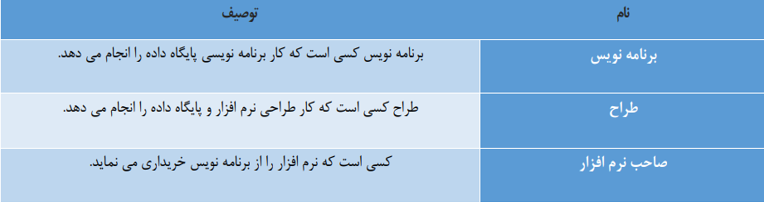 نام توصیف
برنامه نویس برنامه نویس کسی است که کار برنامه نویسی پایگاه داده را انجام می دهد.
طراح طراح کسی است که کار طراحی نرم افزار و پایگاه داده را انجام می دهد.
صاحب نرم افزار کسی است که نرم افزار را از برنامه نویس خریداری می نماید.